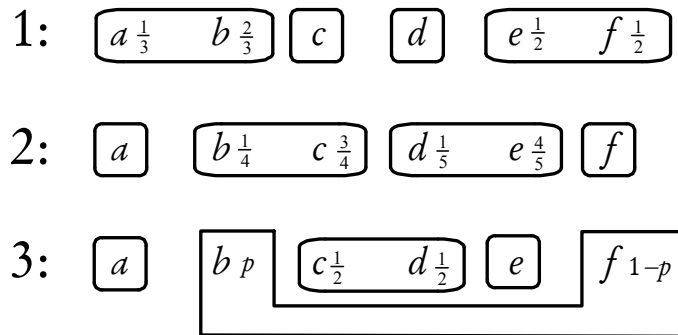 1: a 1/3 b 2/3 c d e 1/2 f 1/2
2: a b 1/4 c 3/4 d 1/5 e 4/5 f
3: a b p c 1/2 d 1/2 e f 1−p